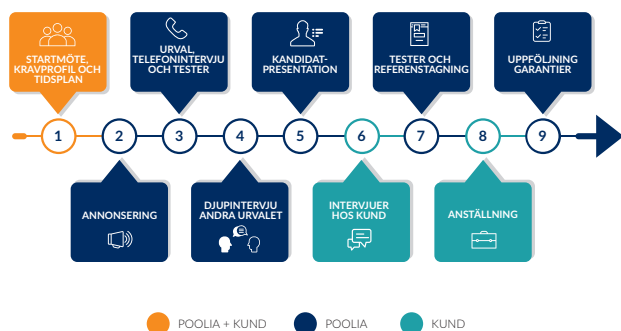 STARTMÖTE,
KRAVPROFIL OCH
TIDSPLAN
URVAL,
TELEFONINTERVJU
OCH TESTER
KANDIDAT-
PRESENTATION
TESTER OCH
REFERENSTAGNING
UPPFÖLJNING
GARANTIER
1 2 3 4 5 6 7 8 9
ANNONSERING
DJUPINTERVJU
ANDRA URVALET
INTERVJUER
HOS KUND
ANSTÄLLNING
POOLIA + KUND POOLIA KUND